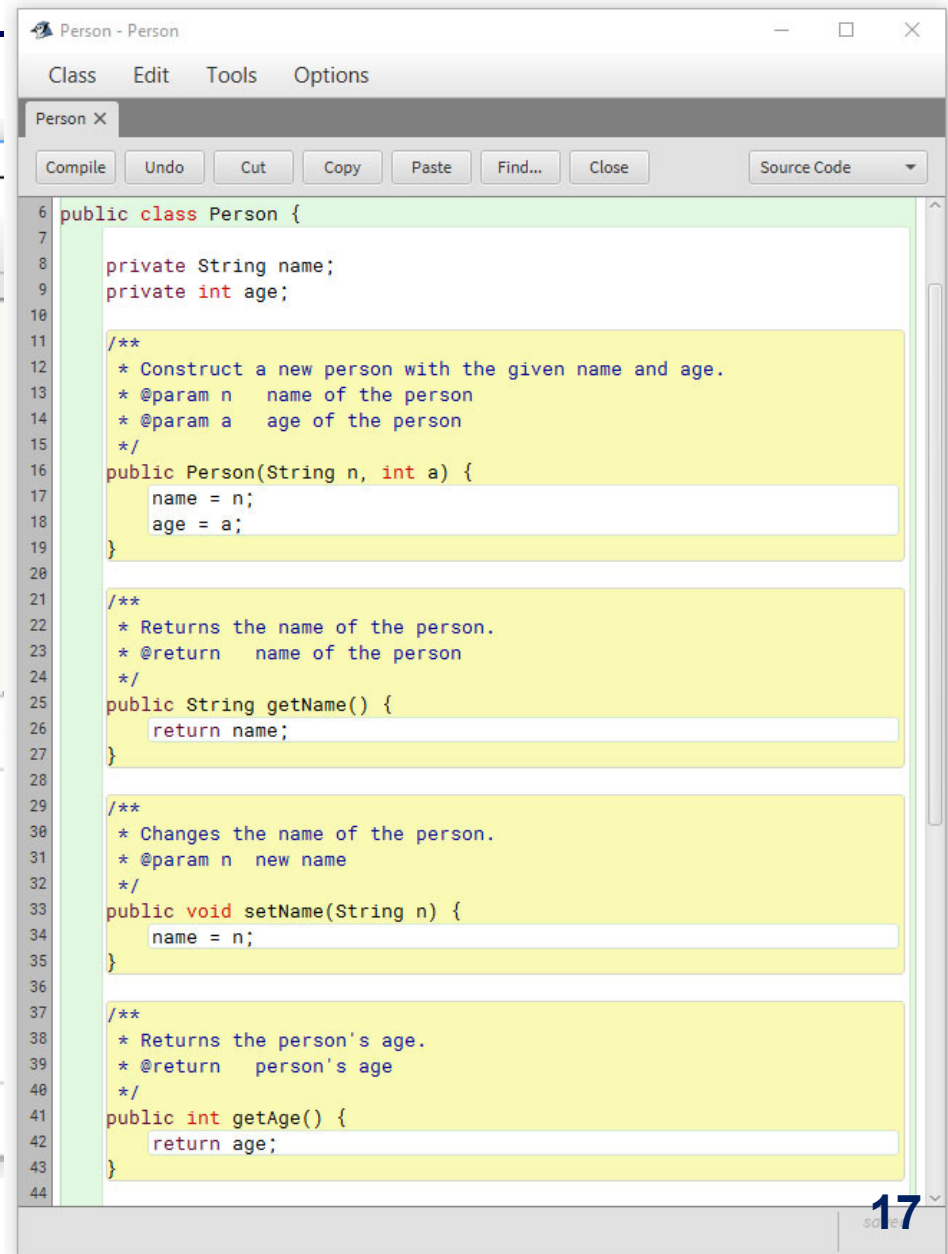 Person - Person
Class Edit Tools Options
Person ×
Compile Undo Cut Copy Paste Find... Close Source Code
6 public class Person {
7
8     private String name;
9     private int age;
10
11     /**
12      * Construct a new person with the given name and age.
13      * @param n   name of the person
14      * @param a   age of the person
15      */
16     public Person(String n, int a) {
17         name = n;
18         age = a;
19     }
20
21     /**
22      * Returns the name of the person.
23      * @return   name of the person
24      */
25     public String getName() {
26         return name;
27     }
28
29     /**
30      * Changes the name of the person.
31      * @param n  new name
32      */
33     public void setName(String n) {
34         name = n;
35     }
36
37     /**
38      * Returns the person's age.
39      * @return   person's age
40      */
41     public int getAge() {
42         return age;
43     }
44
17